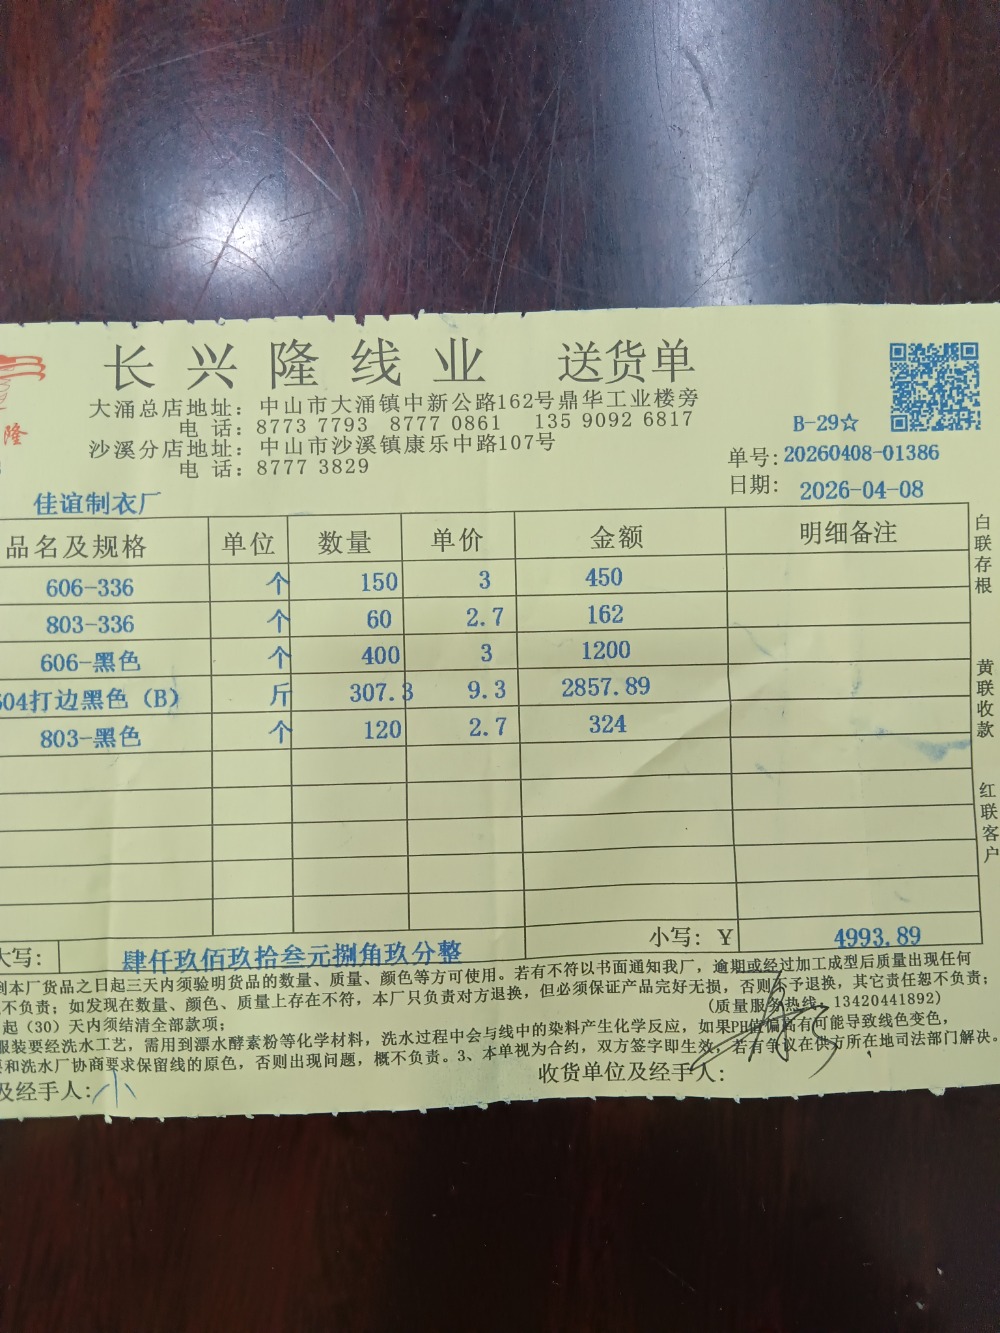 长兴隆线业 送货单
隆
大涌总店地址：中山市大涌镇中新公路162号鼎华工业楼旁
电 话：8773 7793 8777 0861 135 9092 6817
沙溪分店地址：中山市沙溪镇康乐中路107号
电 话：8777 3829
B-29☆
单号：20260408-01386
日期：2026-04-08
佳谊制衣厂
品名及规格 单位 数量 单价 金额 明细备注
606-336 个 150 3 450
803-336 个 60 2.7 162
606-黑色 个 400 3 1200
604打边黑色（B） 斤 307.3 9.3 2857.89
803-黑色 个 120 2.7 324
大写： 肆仟玖佰玖拾叁元捌角玖分整 小写：￥ 4993.89
到本厂货品之日起三天内须验明货品的数量、质量、颜色等方可使用。若有不符以书面通知我厂，逾期或经过加工成型后质量出现任何
不负责；如发现在数量、颜色、质量上存在不符，本厂只负责对方退换，但必须保证产品完好无损，否则不予退换，其它责任恕不负责；
起（30）天内须结清全部款项； （质量服务热线：13420441892）
服装要经洗水工艺，需用到漂水酵素粉等化学材料，洗水过程中会与线中的染料产生化学反应，如果PH值偏高有可能导致线色变色，
和洗水厂协商要求保留线的原色，否则出现问题，概不负责。3、本单视为合约，双方签字即生效，若有争议在供方所在地司法部门解决。
及经手人：小 收货单位及经手人：
白联存根
黄联收款
红联客户